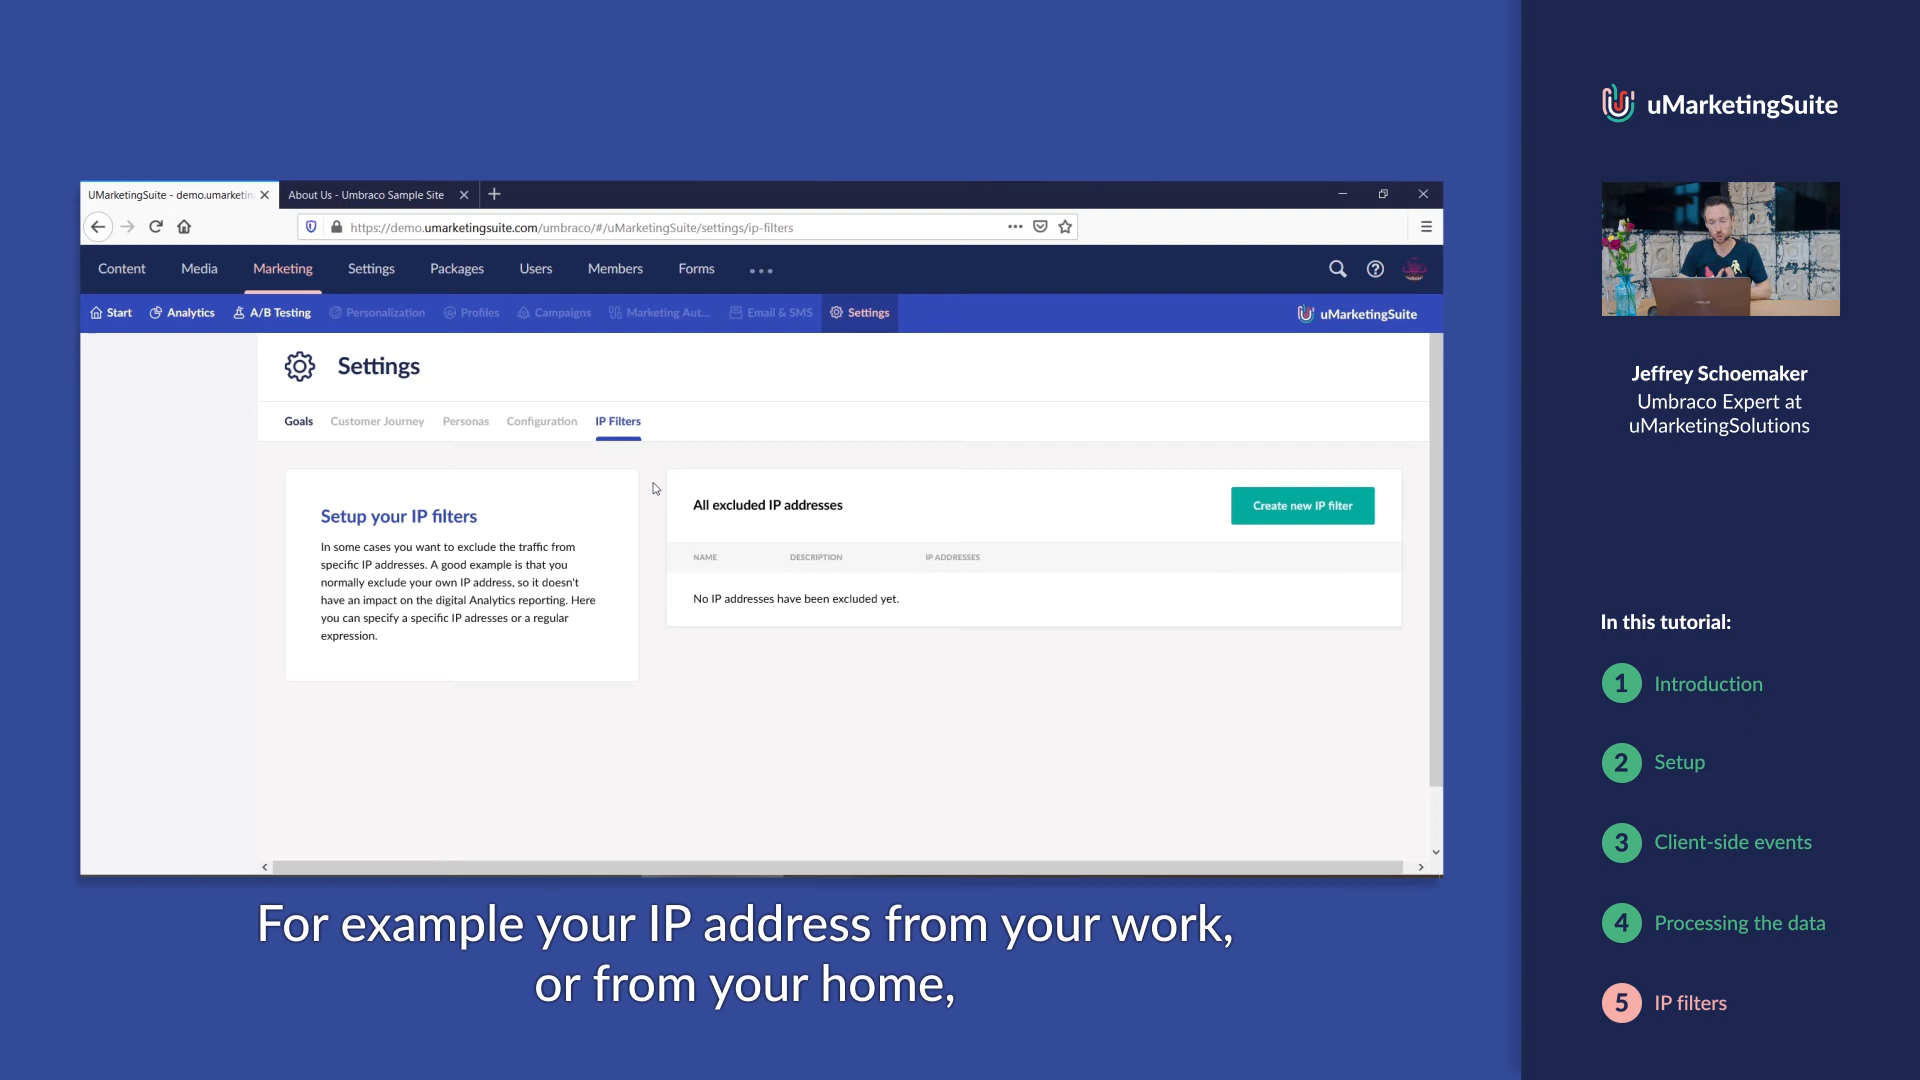 UMarketingSuite - demo.umarketin
About Us - Umbraco Sample Site
https://demo.umarketingsuite.com/umbraco/#/uMarketingSuite/settings/ip-filters
Content Media Marketing Settings Packages Users Members Forms
Start Analytics A/B Testing Personalization Profiles Campaigns Marketing Aut... Email & SMS Settings
uMarketingSuite
Settings
Goals Customer Journey Personas Configuration IP Filters
Setup your IP filters
In some cases you want to exclude the traffic from
specific IP addresses. A good example is that you
normally exclude your own IP address, so it doesn't
have an impact on the digital Analytics reporting. Here
you can specify a specific IP adresses or a regular
expression.
All excluded IP addresses
Create new IP filter
NAME DESCRIPTION IP ADDRESSES
No IP addresses have been excluded yet.
For example your IP address from your work,
or from your home,
uMarketingSuite
Jeffrey Schoemaker
Umbraco Expert at
uMarketingSolutions
In this tutorial:
1 Introduction
2 Setup
3 Client-side events
4 Processing the data
5 IP filters